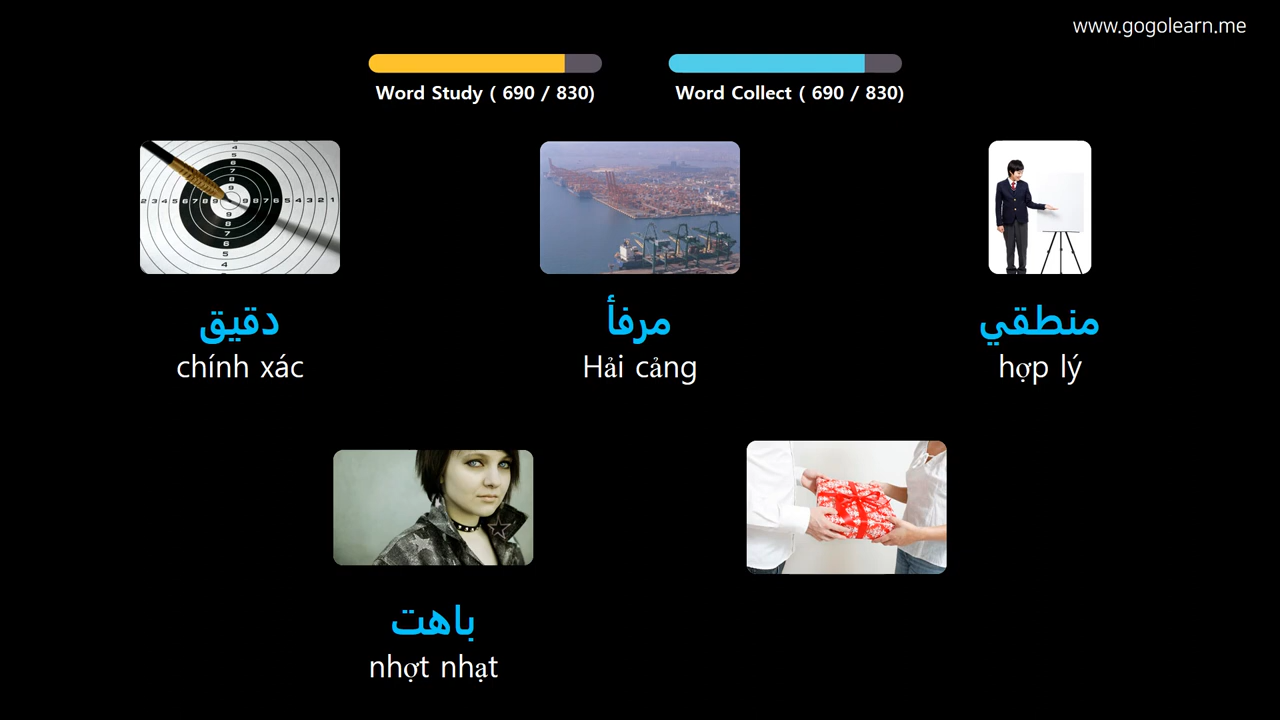 www.gogolearn.me
Word Study ( 690 / 830)
Word Collect ( 690 / 830)
دقيق
chính xác
مرفأ
Hải cảng
منطقي
hợp lý
باهت
nhợt nhạt